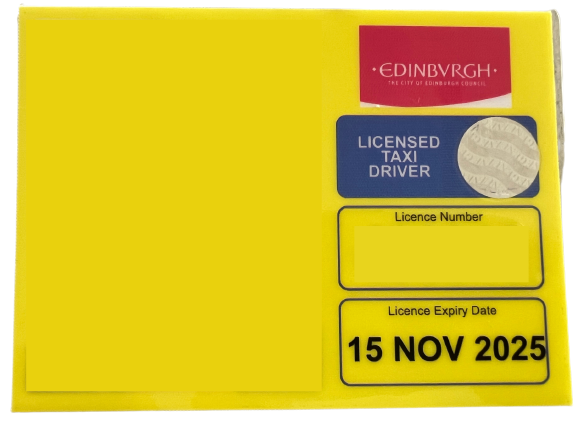 ·EDINBVRGH·
THE CITY OF EDINBURGH COUNCIL
LICENSED
TAXI
DRIVER
Licence Number
Licence Expiry Date
15 NOV 2025